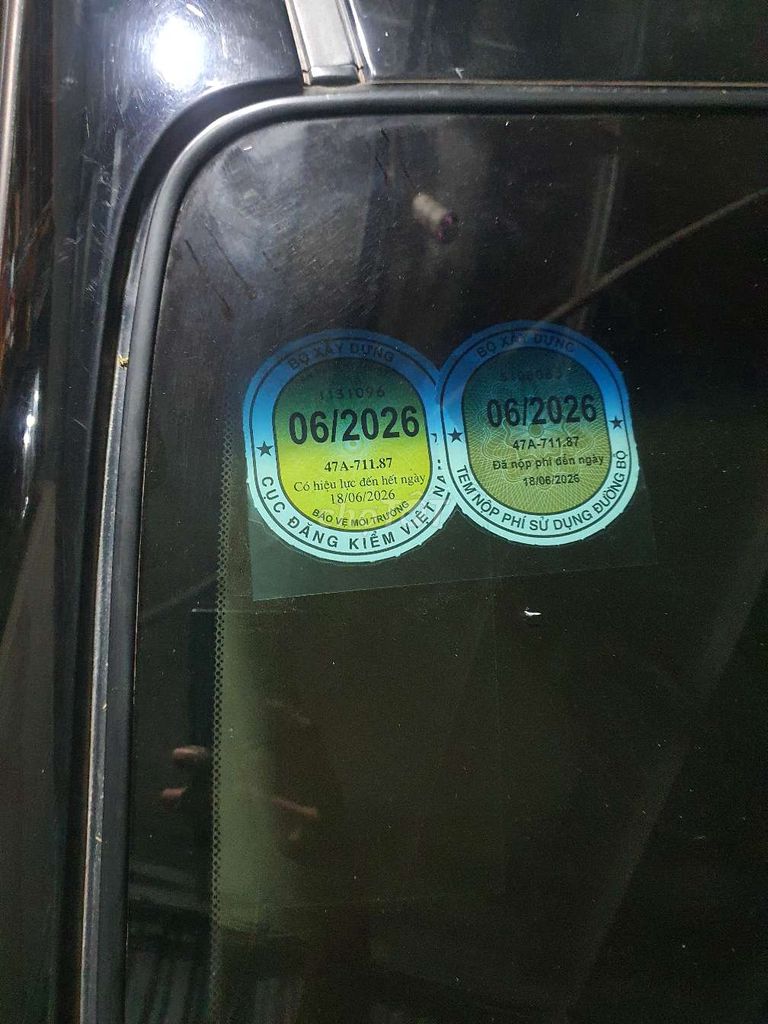 BỘ XÂY DỰNG
1131096
06/2026
47A-711.87
Có hiệu lực đến hết ngày
18/06/2026
BẢO VỆ MÔI TRƯỜNG
CỤC ĐĂNG KIỂM VIỆT NAM
BỘ XÂY DỰNG
06/2026
47A-711.87
Đã nộp phí đến ngày
18/06/2026
TEM NỘP PHÍ SỬ DỤNG ĐƯỜNG BỘ